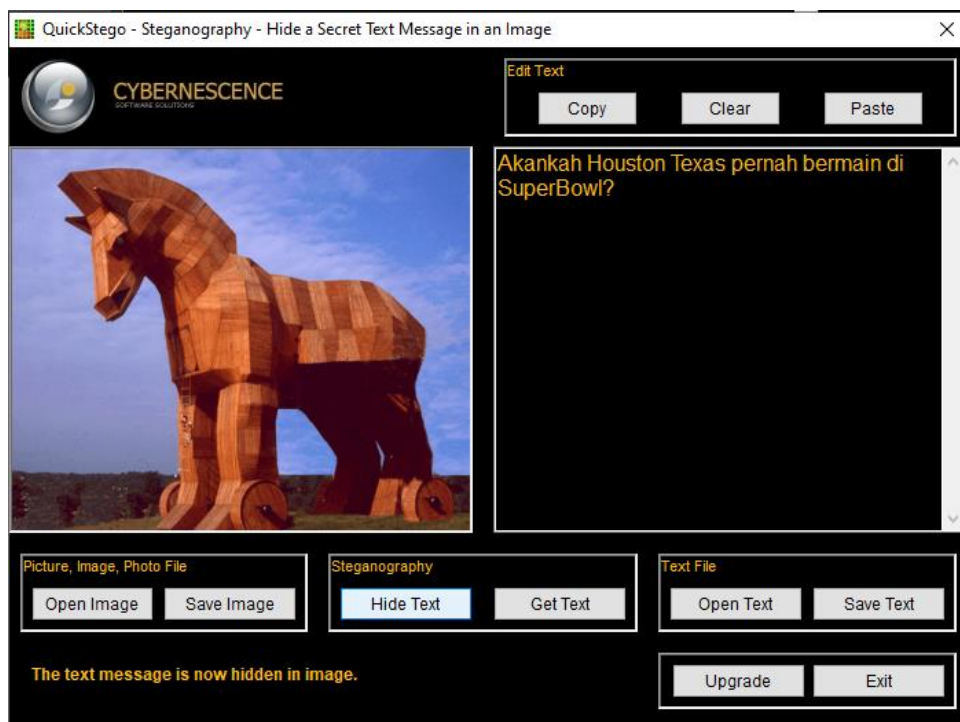 QuickStego - Steganography - Hide a Secret Text Message in an Image
CYBERNESCENCE
SOFTWARE SOLUTIONS
Edit Text
Copy
Clear
Paste
Akankah Houston Texas pernah bermain di
SuperBowl?
Picture, Image, Photo File
Open Image
Save Image
Steganography
Hide Text
Get Text
Text File
Open Text
Save Text
The text message is now hidden in image.
Upgrade
Exit